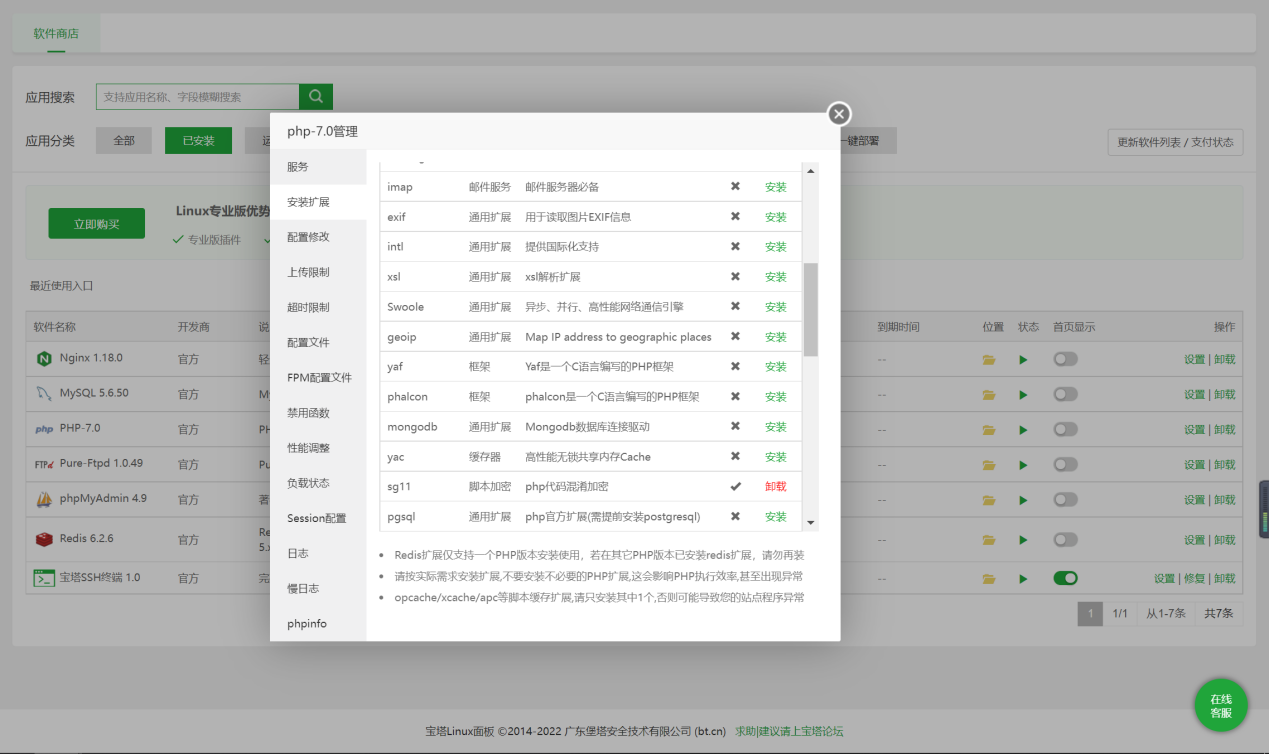 软件商店
应用搜索 支持应用名称、字段模糊搜索
应用分类 全部 已安装 一键部署 更新软件列表 / 支付状态
立即购买 Linux专业版优势
专业版插件
最近使用入口
软件名称 开发商 到期时间 位置 状态 首页显示 操作
Nginx 1.18.0 官方 轻 -- 设置 | 卸载
MySQL 5.6.50 官方 -- 设置 | 卸载
php PHP-7.0 官方 -- 设置 | 卸载
FTP Pure-Ftpd 1.0.49 官方 Pu -- 设置 | 卸载
phpMyAdmin 4.9 官方 著 -- 设置 | 卸载
Redis 6.2.6 官方 Re -- 设置 | 卸载
宝塔SSH终端 1.0 官方 完 -- 设置 | 修复 | 卸载
1 1/1 从1-7条 共7条
php-7.0管理
服务
安装扩展
配置修改
上传限制
超时限制
配置文件
FPM配置文件
禁用函数
性能调整
负载状态
Session配置
日志
慢日志
phpinfo
imap 邮件服务 邮件服务器必备 安装
exif 通用扩展 用于读取图片EXIF信息 安装
intl 通用扩展 提供国际化支持 安装
xsl 通用扩展 xsl解析扩展 安装
Swoole 通用扩展 异步、并行、高性能网络通信引擎 安装
geoip 通用扩展 Map IP address to geographic places 安装
yaf 框架 Yaf是一个C语言编写的PHP框架 安装
phalcon 框架 phalcon是一个C语言编写的PHP框架 安装
mongodb 通用扩展 Mongodb数据库连接驱动 安装
yac 缓存器 高性能无锁共享内存Cache 安装
sg11 脚本加密 php代码混淆加密 卸载
pgsql 通用扩展 php官方扩展(需提前安装postgresql) 安装
Redis扩展仅支持一个PHP版本安装使用，若在其它PHP版本已安装redis扩展，请勿再装
请按实际需求安装扩展,不要安装不必要的PHP扩展,这会影响PHP执行效率,甚至出现异常
opcache/xcache/apc等脚本缓存扩展,请只安装其中1个,否则可能导致您的站点程序异常
在线
客服
宝塔Linux面板 ©2014-2022 广东堡塔安全技术有限公司 (bt.cn) 求助|建议请上宝塔论坛